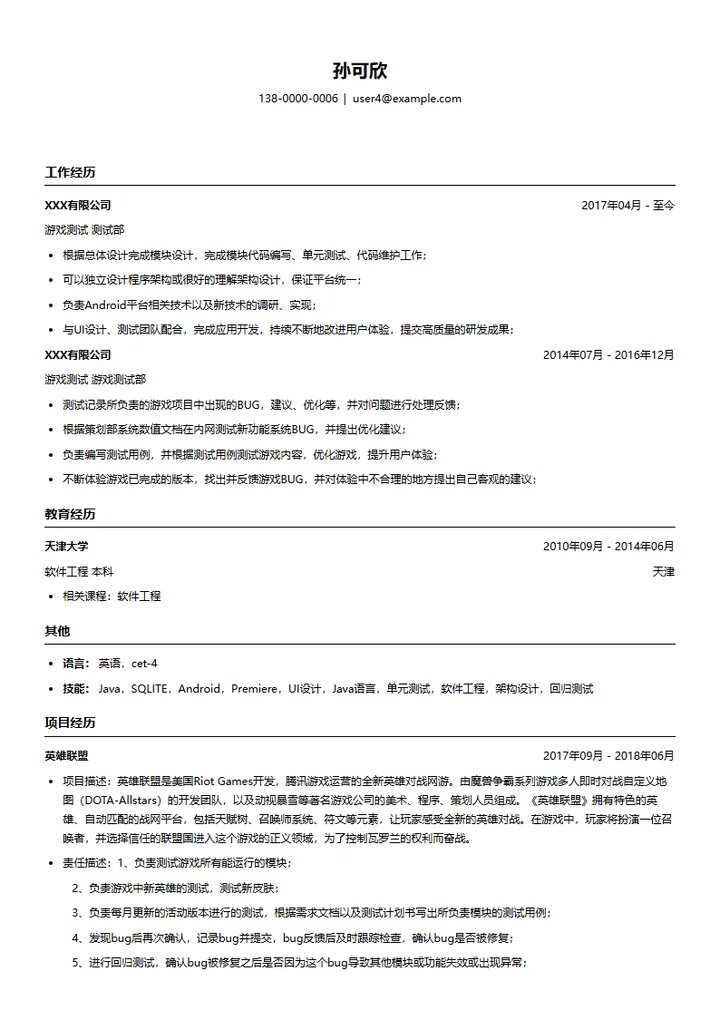 孙可欣
138-0000-0006 | user4@example.com
工作经历
XXX有限公司 2017年04月 - 至今
游戏测试 测试部
• 根据总体设计完成模块设计，完成模块代码编写、单元测试、代码维护工作；
• 可以独立设计程序架构或很好的理解架构设计，保证平台统一；
• 负责Android平台相关技术以及新技术的调研、实现；
• 与UI设计、测试团队配合，完成应用开发，持续不断地改进用户体验，提交高质量的研发成果；
XXX有限公司 2014年07月 - 2016年12月
游戏测试 游戏测试部
• 测试记录所负责的游戏项目中出现的BUG，建议、优化等，并对问题进行处理反馈；
• 根据策划部系统数值文档在内网测试新功能系统BUG，并提出优化建议；
• 负责编写测试用例，并根据测试用例测试游戏内容，优化游戏，提升用户体验；
• 不断体验游戏已完成的版本，找出并反馈游戏BUG，并对体验中不合理的地方提出自己客观的建议；
教育经历
天津大学 2010年09月 - 2014年06月
软件工程 本科 天津
• 相关课程：软件工程
其他
• 语言： 英语，cet-4
• 技能： Java，SQLITE，Android，Premiere，UI设计，Java语言，单元测试，软件工程，架构设计，回归测试
项目经历
英雄联盟 2017年09月 - 2018年06月
• 项目描述：英雄联盟是美国Riot Games开发，腾讯游戏运营的全新英雄对战网游。由魔兽争霸系列游戏多人即时对战自定义地
图（DOTA-Allstars）的开发团队，以及动视暴雪等著名游戏公司的美术、程序、策划人员组成。《英雄联盟》拥有特色的英
雄、自动匹配的战网平台，包括天赋树、召唤师系统、符文等元素，让玩家感受全新的英雄对战。在游戏中，玩家将扮演一位召
唤者，并选择信任的联盟国进入这个游戏的正义领域，为了控制瓦罗兰的权利而奋战。
• 责任描述：1、负责测试游戏所有能运行的模块；
2、负责游戏中新英雄的测试，测试新皮肤；
3、负责每月更新的活动版本进行的测试，根据需求文档以及测试计划书写出所负责模块的测试用例；
4、发现bug后再次确认，记录bug并提交，bug反馈后及时跟踪检查，确认bug是否被修复；
5、进行回归测试，确认bug被修复之后是否因为这个bug导致其他模块或功能失效或出现异常；